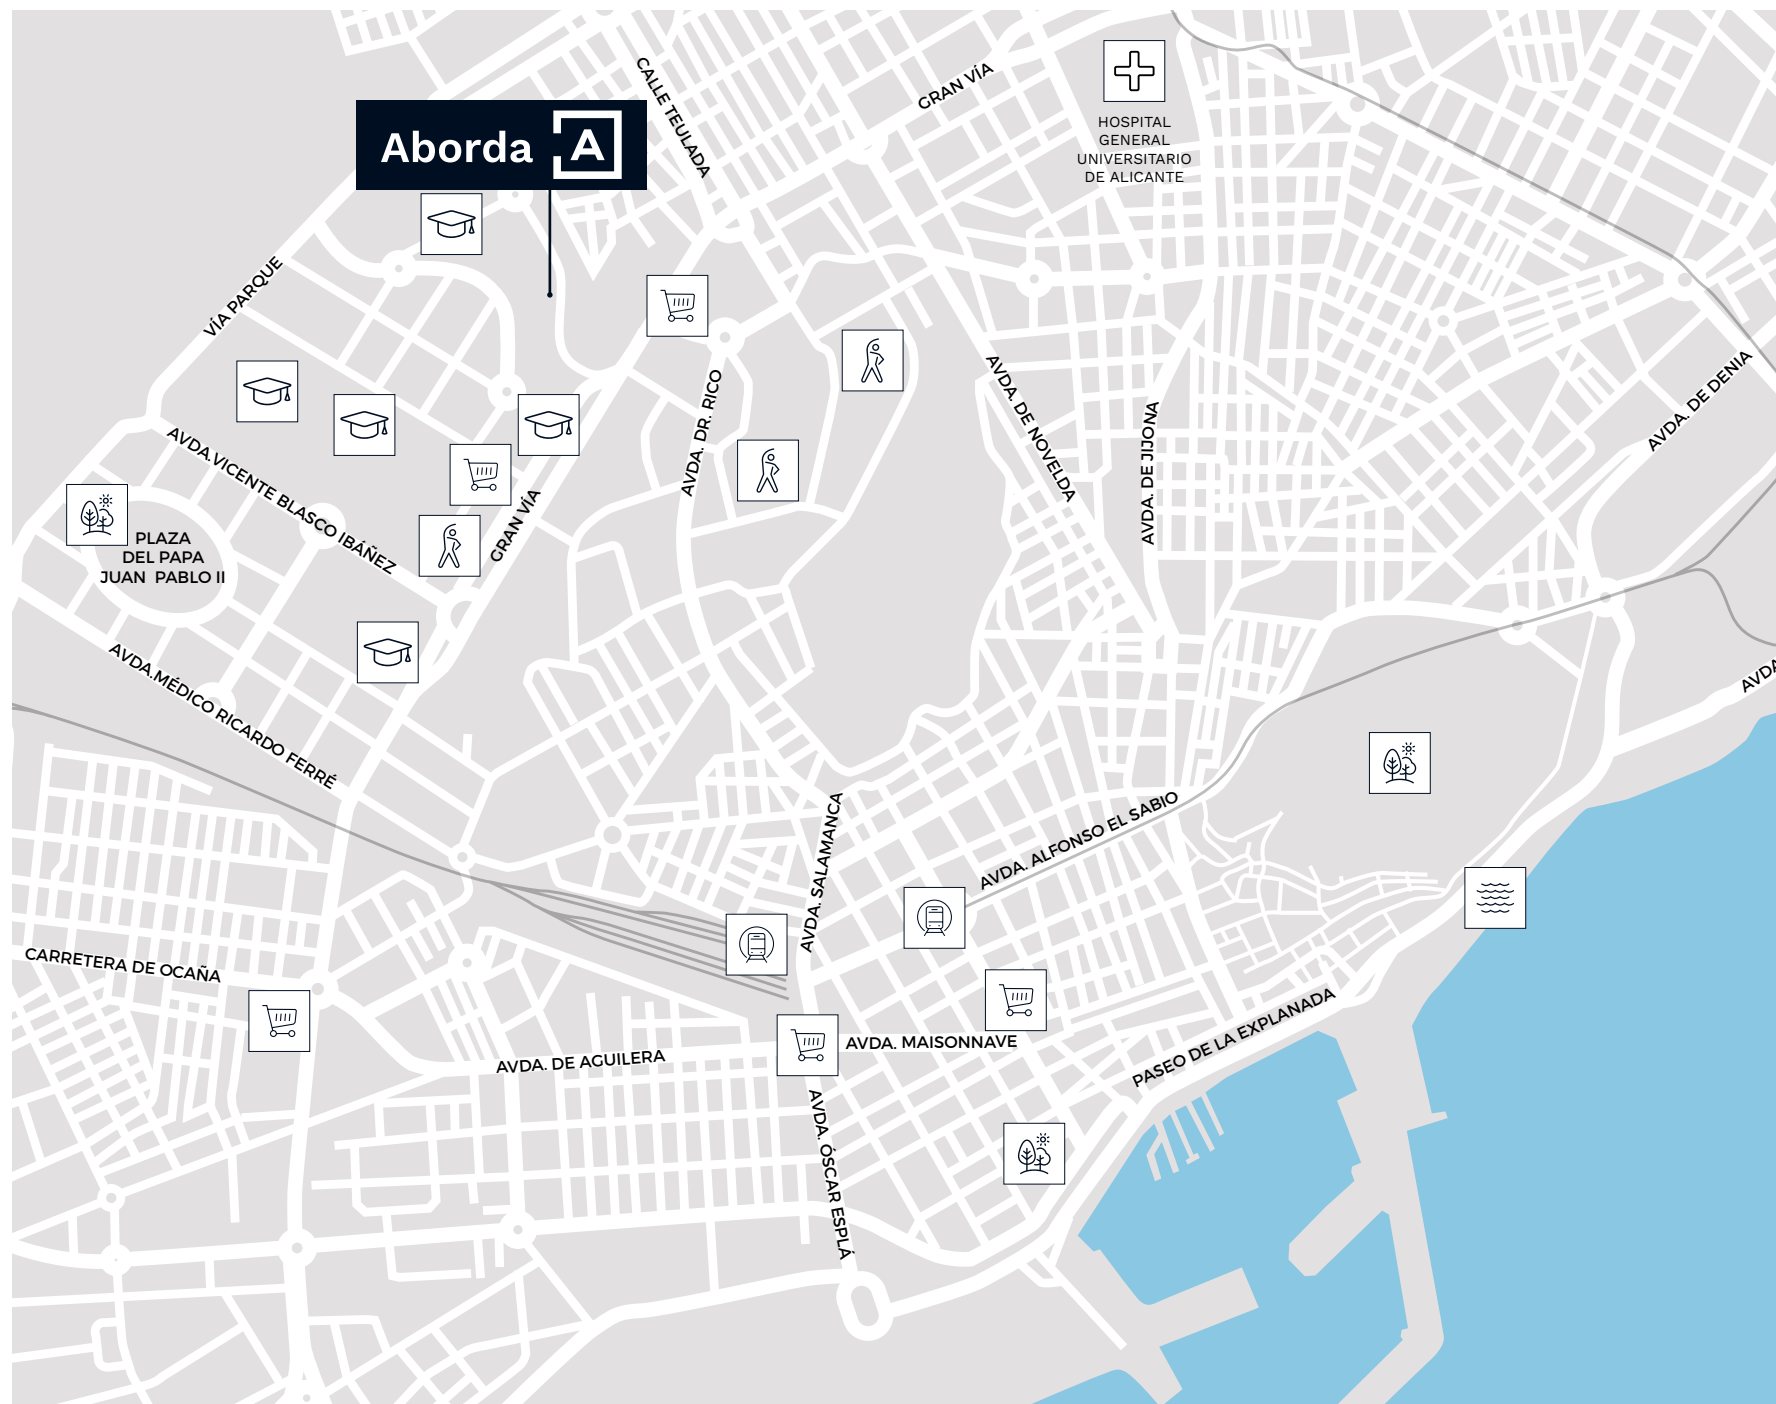 CALLE TEULADA
GRAN VÍA
HOSPITAL
GENERAL
UNIVERSITARIO
DE ALICANTE
Aborda A
VÍA PARQUE
AVDA. DR. RICO
AVDA. DE NOVELDA
AVDA. DE JIJONA
AVDA. DE DENIA
AVDA.VICENTE BLASCO IBÁÑEZ
GRAN VÍA
PLAZA
DEL PAPA
JUAN PABLO II
AVDA.MÉDICO RICARDO FERRÉ
AVDA
AVDA. SALAMANCA
AVDA. ALFONSO EL SABIO
CARRETERA DE OCAÑA
AVDA. MAISONNAVE
PASEO DE LA EXPLANADA
AVDA. DE AGUILERA
AVDA. ÓSCAR ESPLÁ